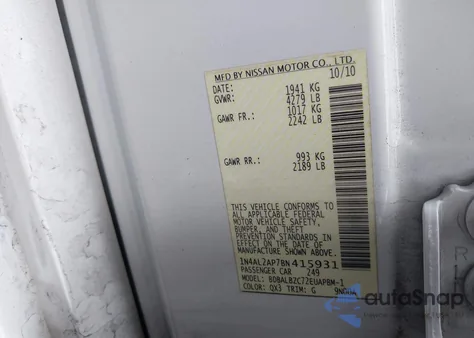 MFD BY NISSAN MOTOR CO., LTD.
10/10
DATE:
GVWR: 1941 KG
4279 LB
GAWR FR.: 1017 KG
2242 LB
GAWR RR.: 993 KG
2189 LB
THIS VEHICLE CONFORMS TO
ALL APPLICABLE FEDERAL
MOTOR VEHICLE SAFETY,
BUMPER, AND THEFT
PREVENTION STANDARDS
IN EFFECT ON THE DATE OF
MANUFACTURE SHOWN ABOVE.
1N4AL2AP7BN415931
PASSENGER CAR 249
COLOR: QX3 TRIM: G
autoSnap